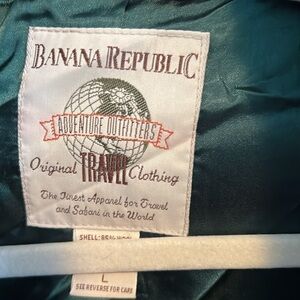 BANANA REPUBLIC
ADVENTURE OUTFITTERS
Original TRAVEL Clothing
The Finest Apparel for Travel
and Safari in the World
SHELL:
L
SEE REVERSE FOR CARE